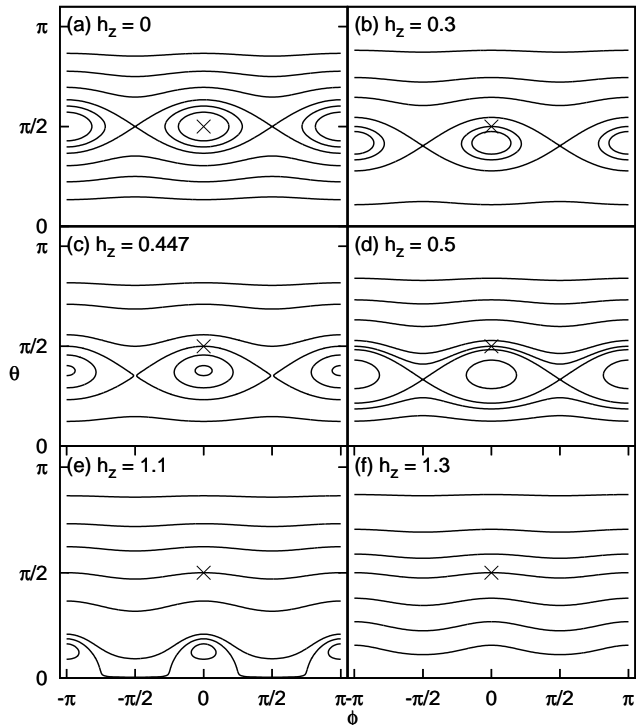 π (a) h_z = 0 (b) h_z = 0.3
π/2
0
π (c) h_z = 0.447 (d) h_z = 0.5
π/2
θ
0
π (e) h_z = 1.1 (f) h_z = 1.3
π/2
0
-π -π/2 0 π/2 π -π -π/2 0 π/2 π
ϕ